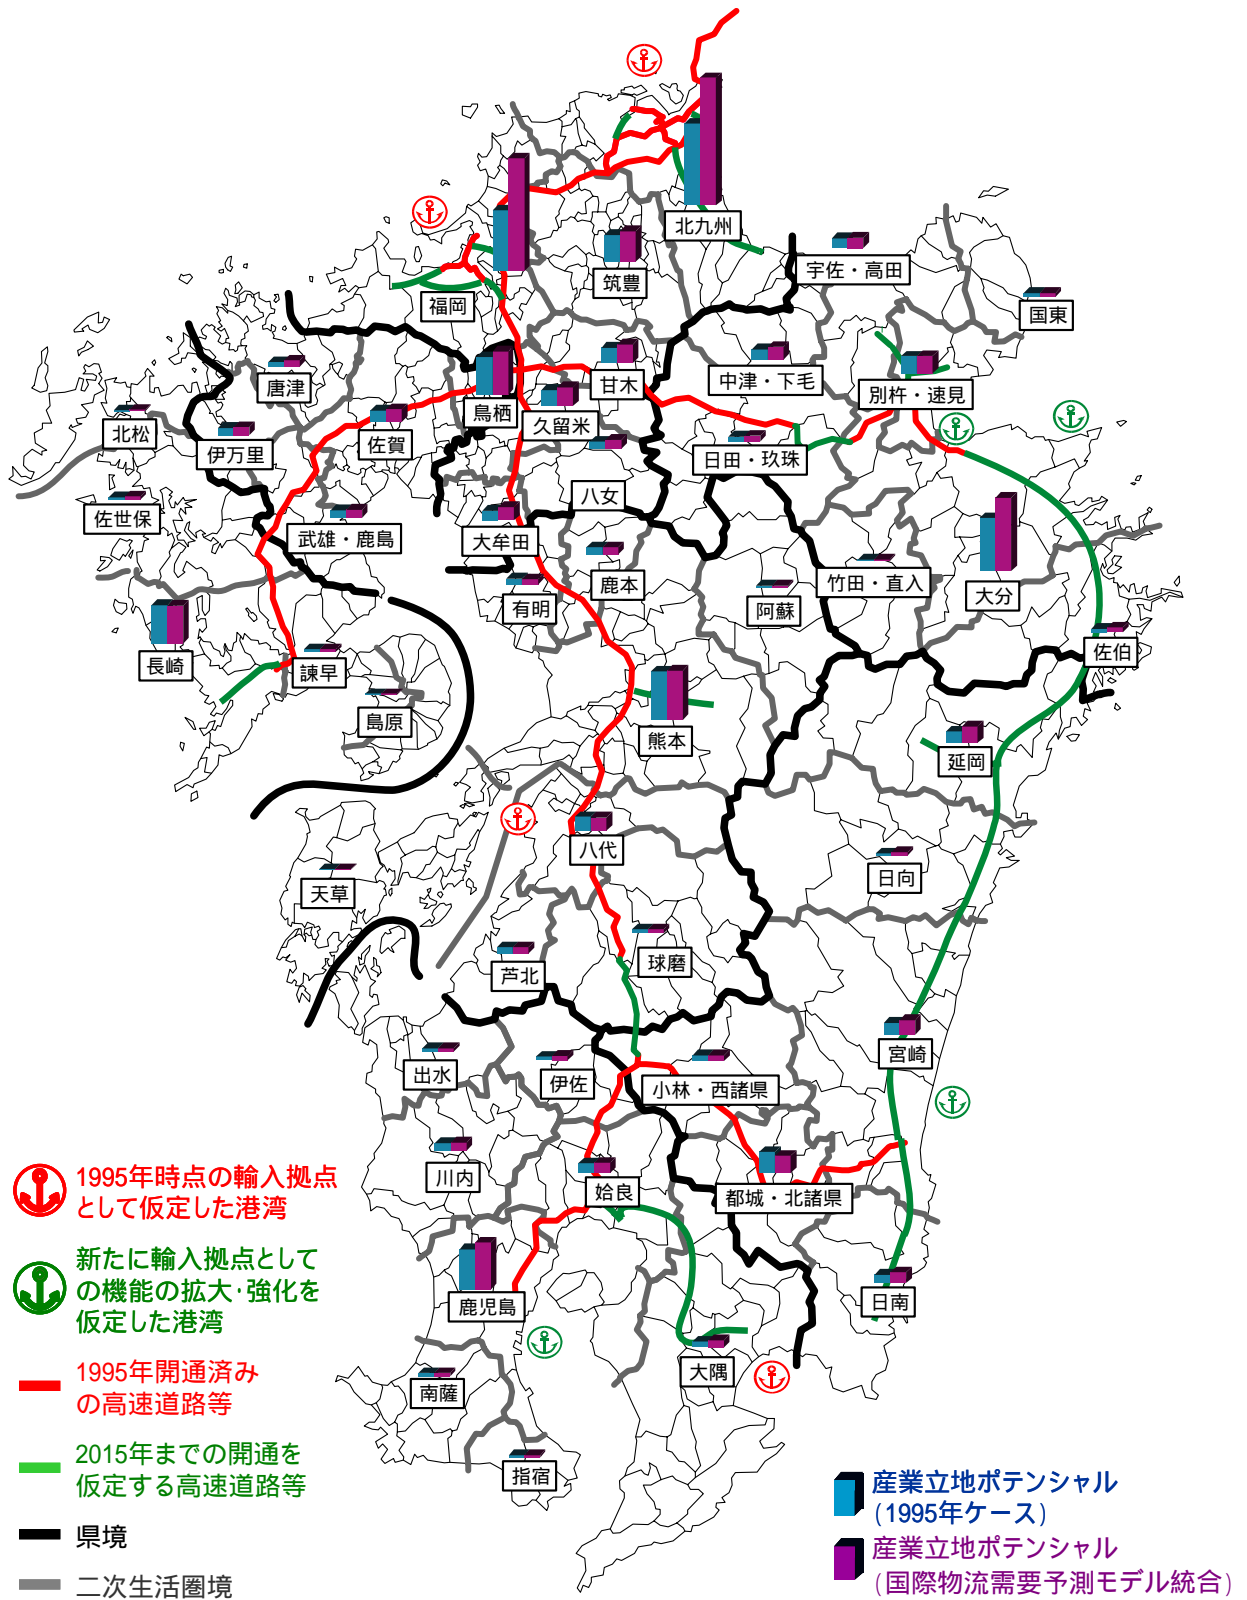 北九州
宇佐・高田
筑豊
国東
福岡
唐津
甘木
中津・下毛
別杵・速見
鳥栖
久留米
北松
佐賀
伊万里
日田・玖珠
八女
佐世保
武雄・鹿島
大牟田
鹿本
竹田・直入
大分
有明
阿蘇
佐伯
長崎
諫早
島原
熊本
延岡
八代
日向
天草
芦北
球磨
宮崎
出水
伊佐
小林・西諸県
川内
姶良
都城・北諸県
鹿児島
日南
大隅
南薩
指宿
1995年時点の輸入拠点
として仮定した港湾
新たに輸入拠点として
の機能の拡大･強化を
仮定した港湾
1995年開通済み
の高速道路等
2015年までの開通を
仮定する高速道路等
県境
二次生活圏境
産業立地ポテンシャル
(1995年ケース)
産業立地ポテンシャル
(国際物流需要予測モデル統合)